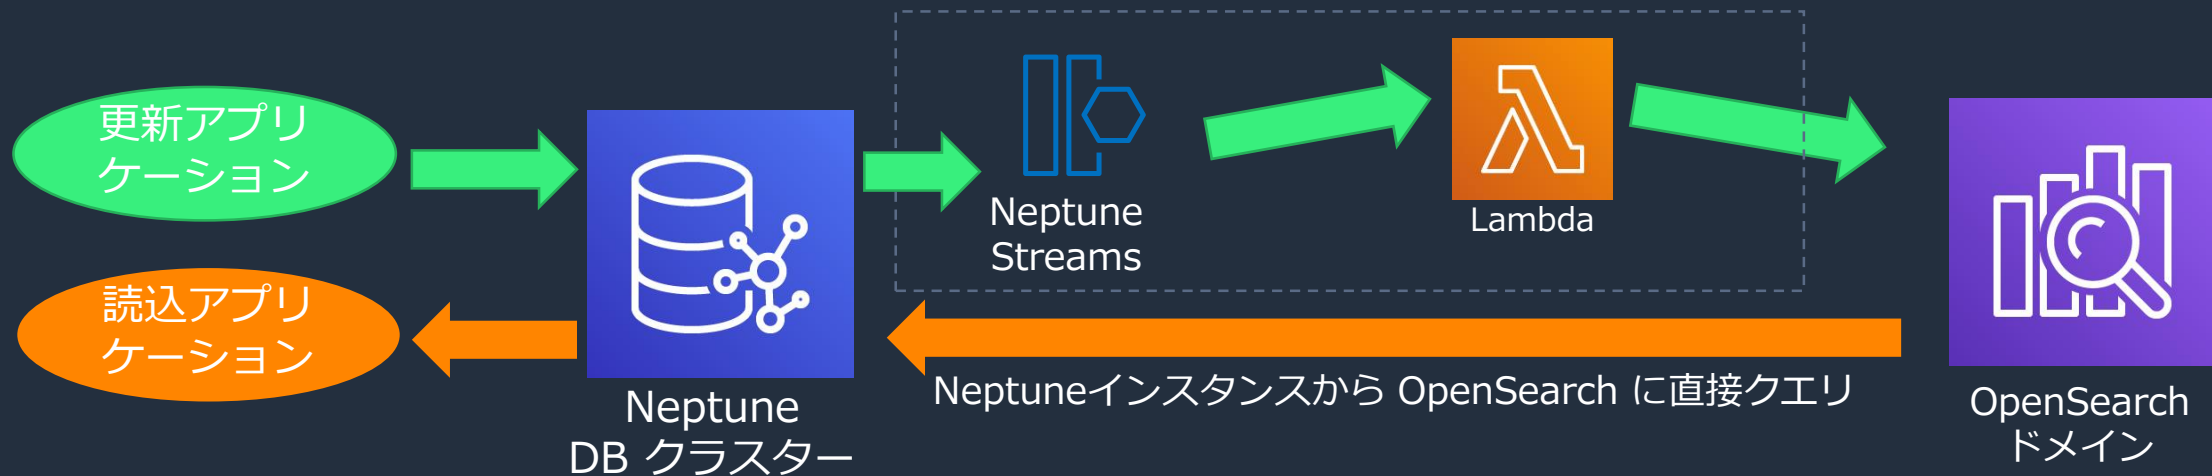 更新アプリ
ケーション
読込アプリ
ケーション
Neptune
DB クラスター
Neptune
Streams
Lambda
Neptuneインスタンスから OpenSearch に直接クエリ
OpenSearch
ドメイン